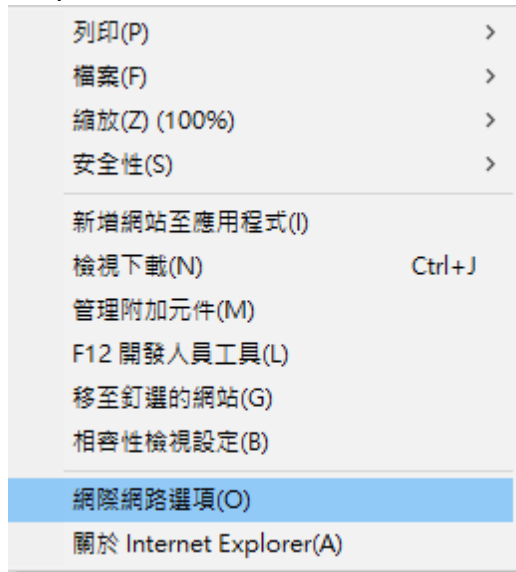 列印(P)
檔案(F)
縮放(Z) (100%)
安全性(S)
新增網站至應用程式(I)
檢視下載(N) Ctrl+J
管理附加元件(M)
F12 開發人員工具(L)
移至釘選的網站(G)
相容性檢視設定(B)
網際網路選項(O)
關於 Internet Explorer(A)